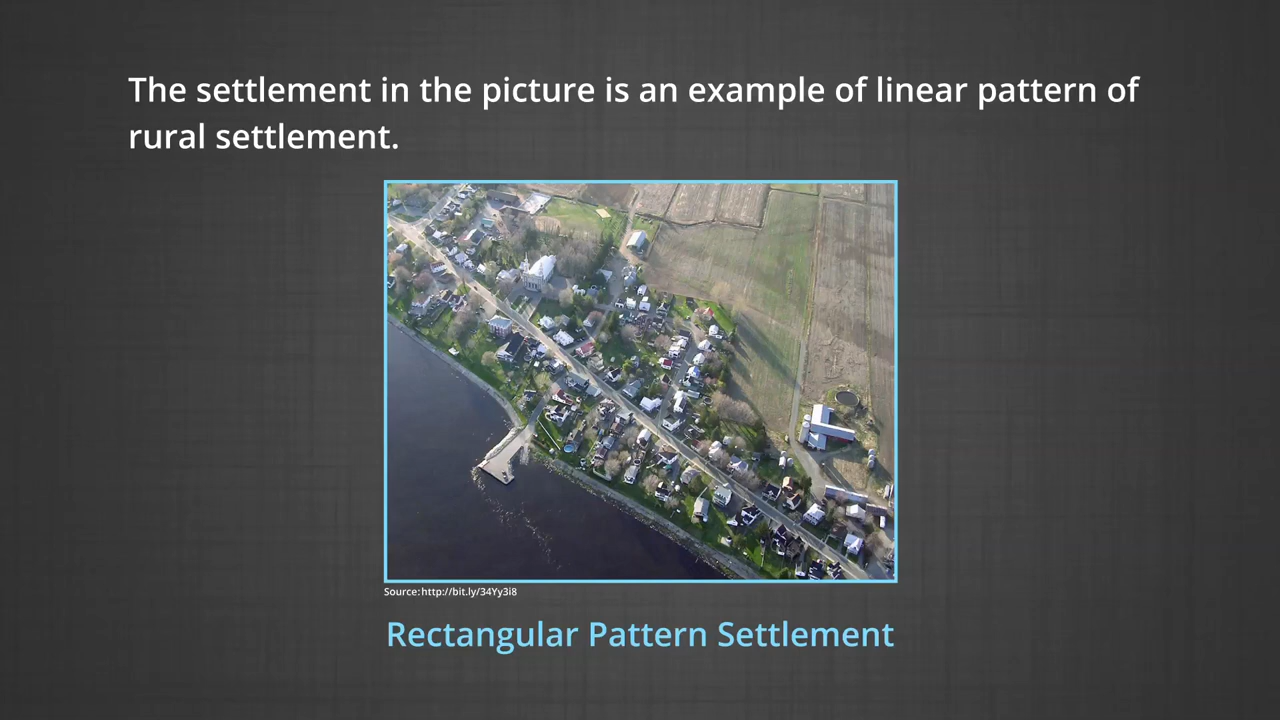 The settlement in the picture is an example of linear pattern of
rural settlement.
Source:http://bit.ly/34Yy3i8
Rectangular Pattern Settlement